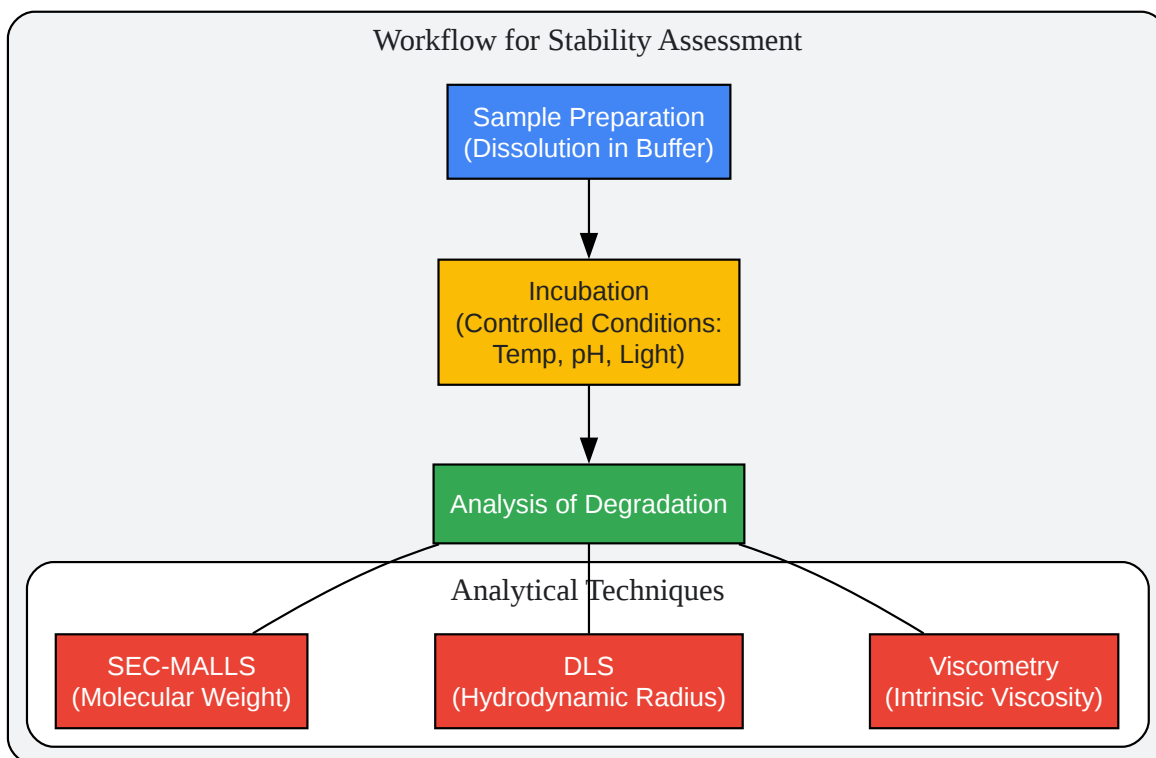 Workflow for Stability Assessment
Sample Preparation
(Dissolution in Buffer)
Incubation
(Controlled Conditions:
Temp, pH, Light)
Analysis of Degradation
Analytical Techniques
SEC-MALLS
(Molecular Weight)
DLS
(Hydrodynamic Radius)
Viscometry
(Intrinsic Viscosity)